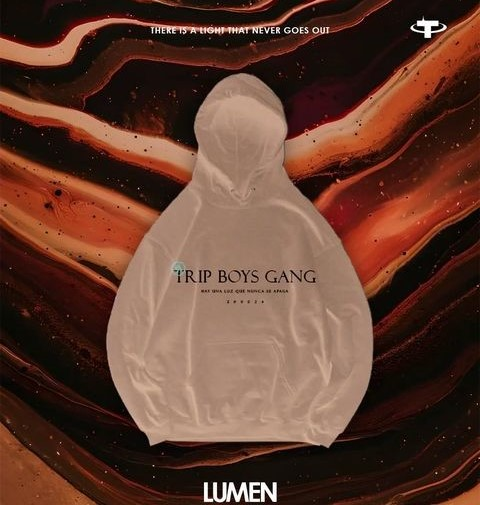 THERE IS A LIGHT THAT NEVER GOES OUT
TRIP BOYS GANG
HAY UNA LUZ QUE NUNCA SE APAGA
LUMEN